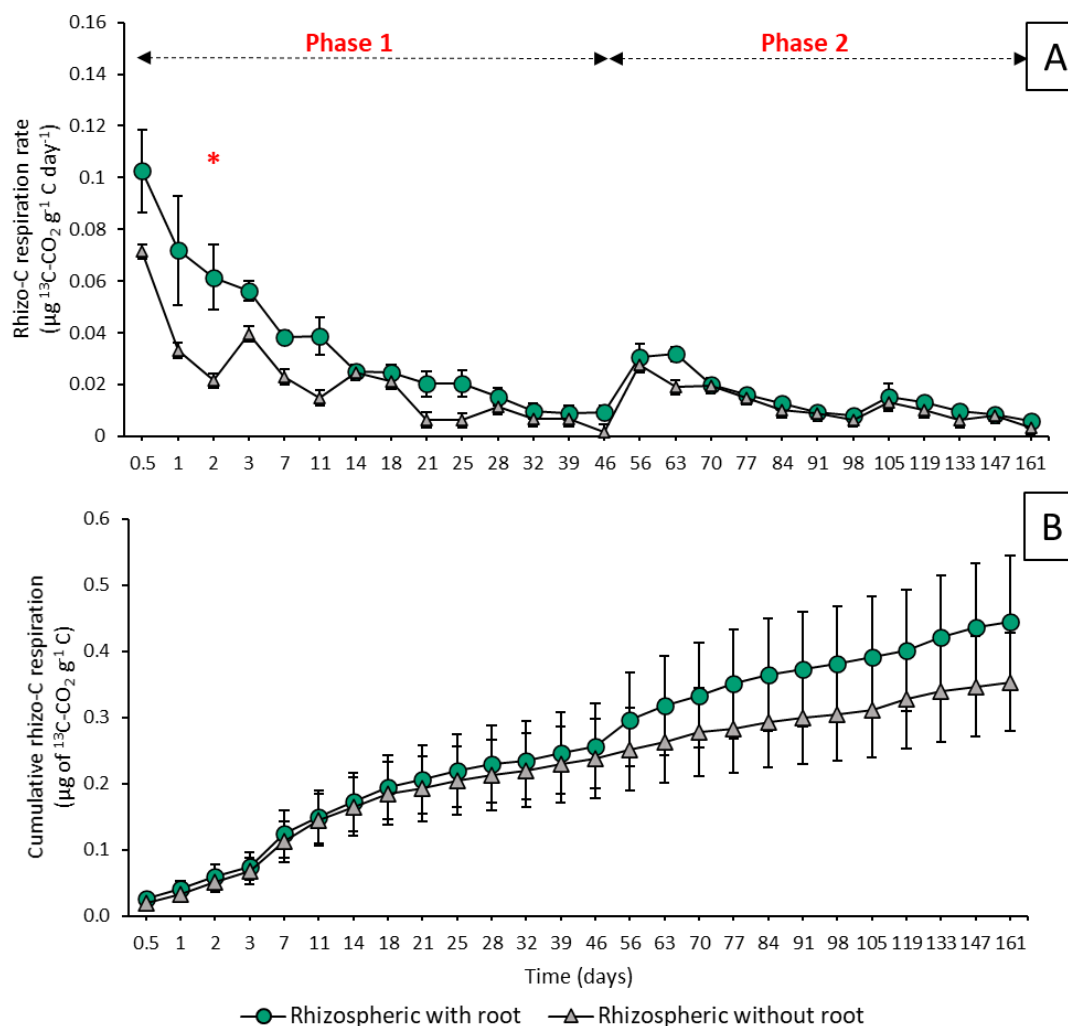 0.16
Phase 1
Phase 2
A
0.14
0.12
*
0.1
0.08
0.06
0.04
0.02
0
Rhizo-C respiration rate
(µg ¹³C-CO₂ g⁻¹ C day⁻¹)
0.5 1 2 3 7 11 14 18 21 25 28 32 39 46 56 63 70 77 84 91 98 105 119 133 147 161
B
0.6
0.5
0.4
0.3
0.2
0.1
0.0
Cumulative rhizo-C respiration
(µg of ¹³C-CO₂ g⁻¹ C)
0.5 1 2 3 7 11 14 18 21 25 28 32 39 46 56 63 70 77 84 91 98 105 119 133 147 161
Time (days)
Rhizospheric with root
Rhizospheric without root